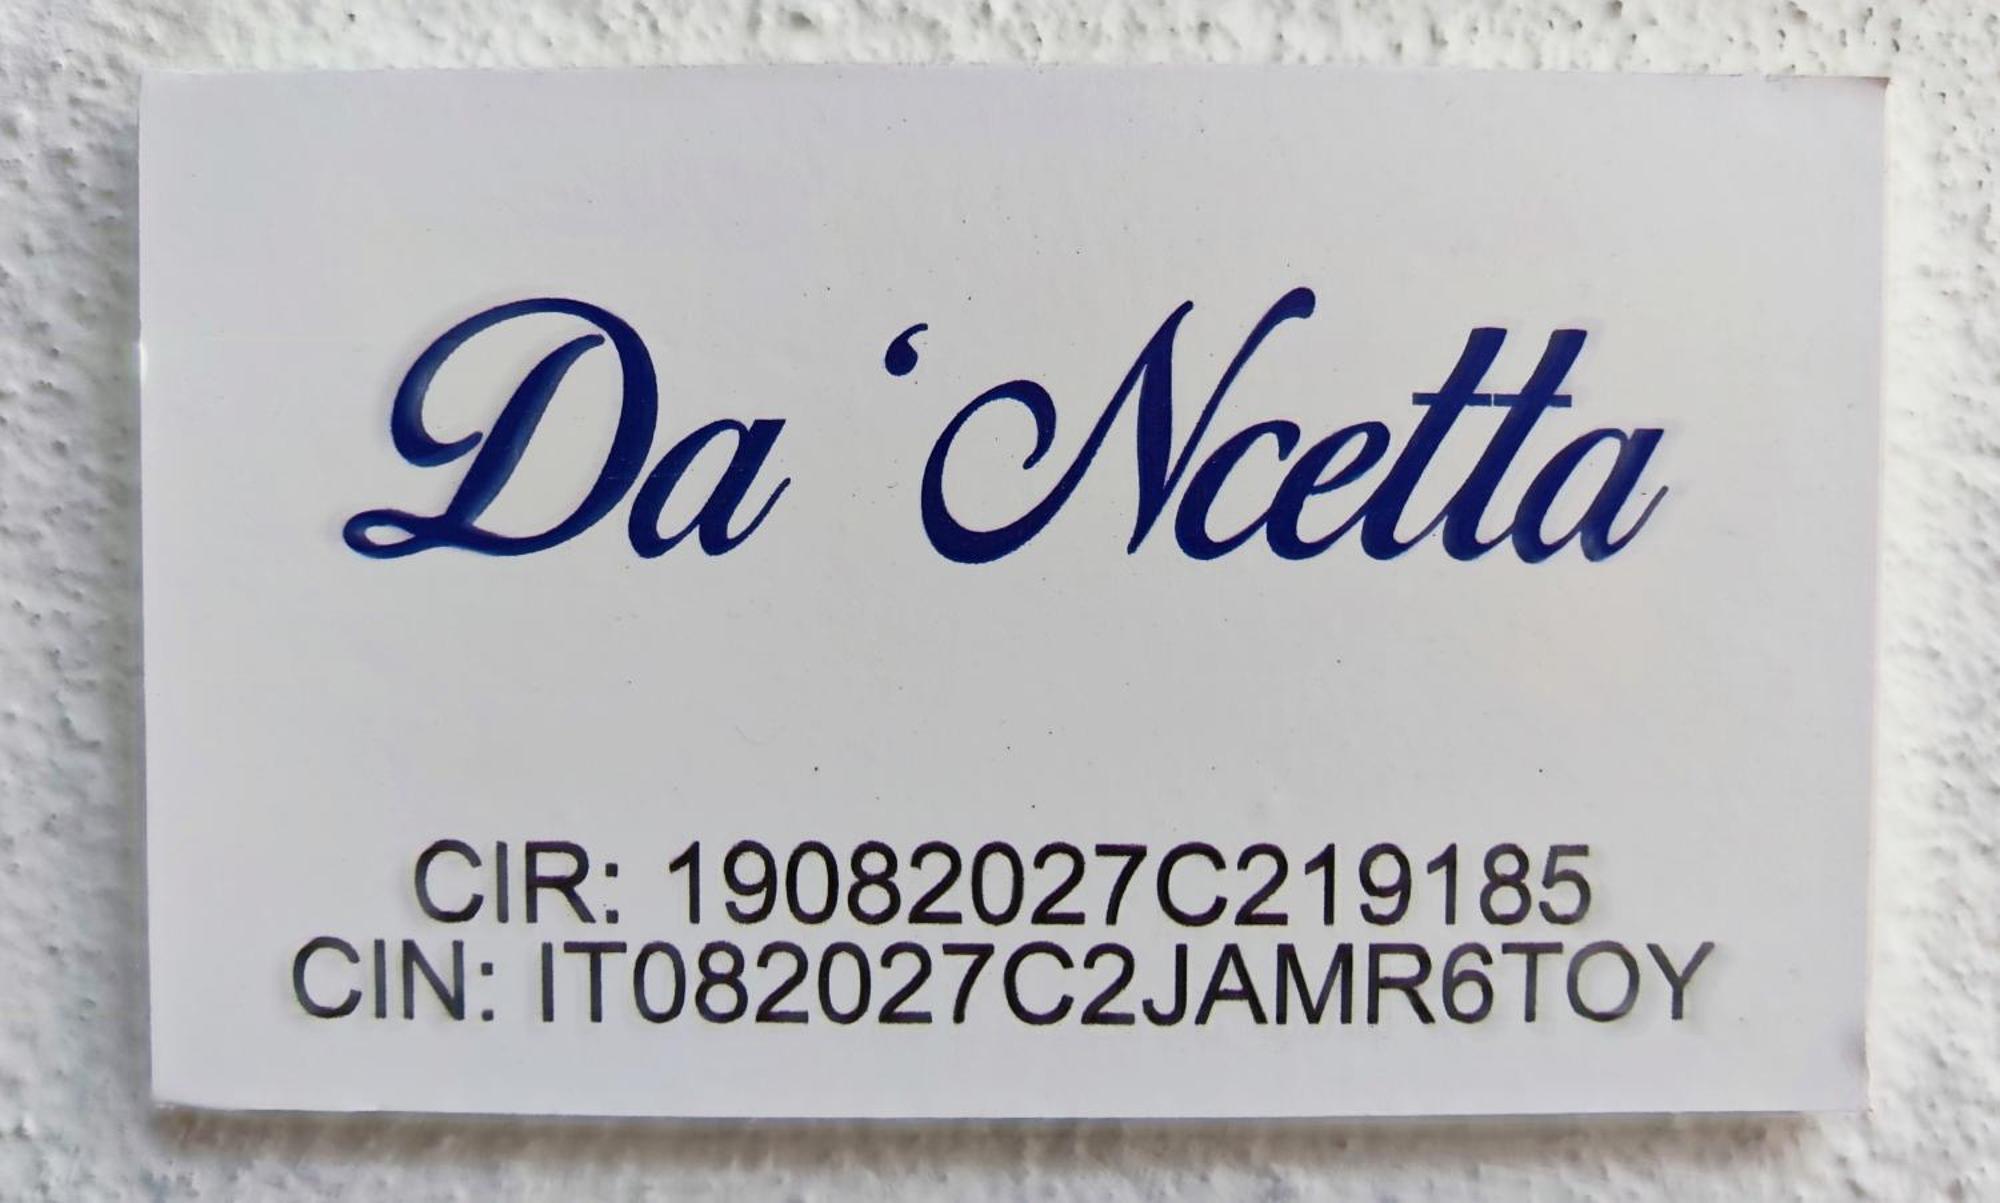 Da ‘Ncetta
CIR: 19082027C219185
CIN: IT082027C2JAMR6TOY